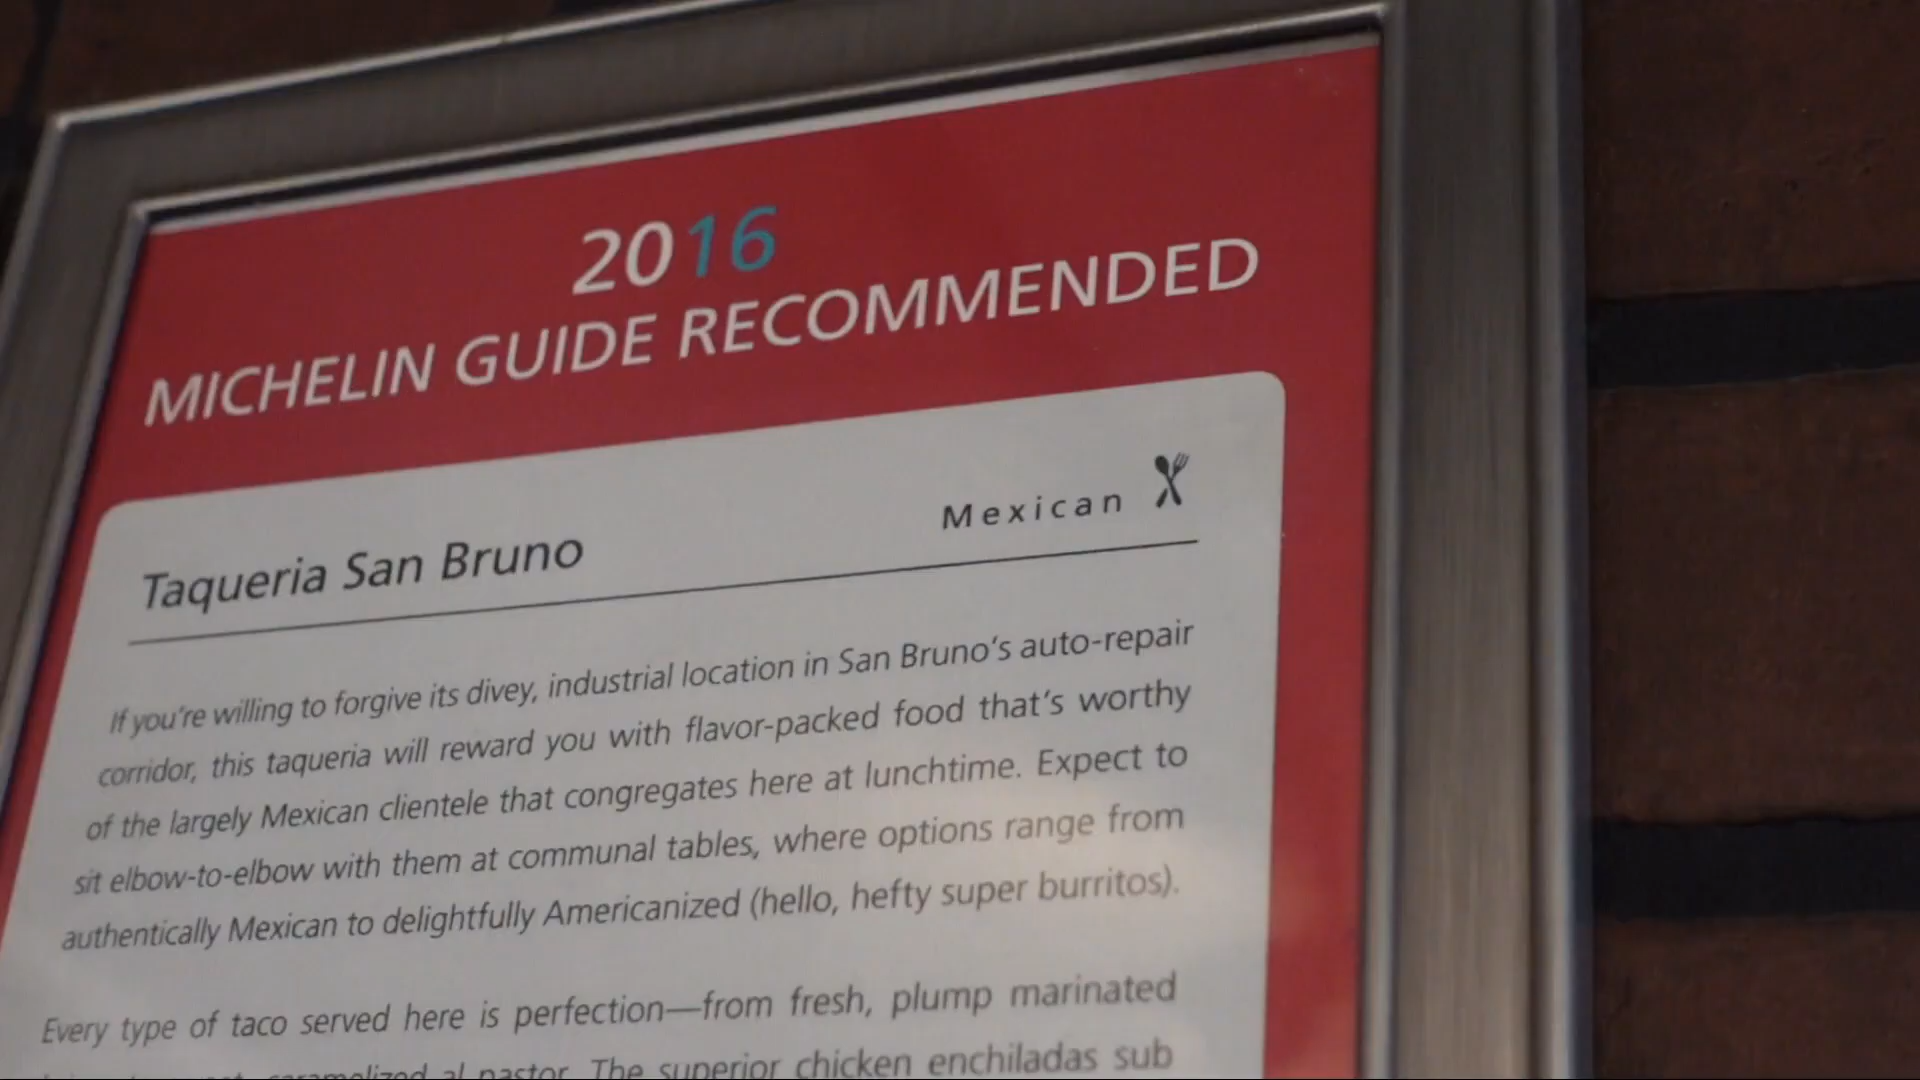 2016
MICHELIN GUIDE RECOMMENDED
Mexican
Taqueria San Bruno
If you're willing to forgive its divey, industrial location in San Bruno's auto-repair
corridor, this taqueria will reward you with flavor-packed food that's worthy
of the largely Mexican clientele that congregates here at lunchtime. Expect to
sit elbow-to-elbow with them at communal tables, where options range from
authentically Mexican to delightfully Americanized (hello, hefty super burritos).
Every type of taco served here is perfection—from fresh, plump marinated
caramelized al pastor. The superior chicken enchiladas sub